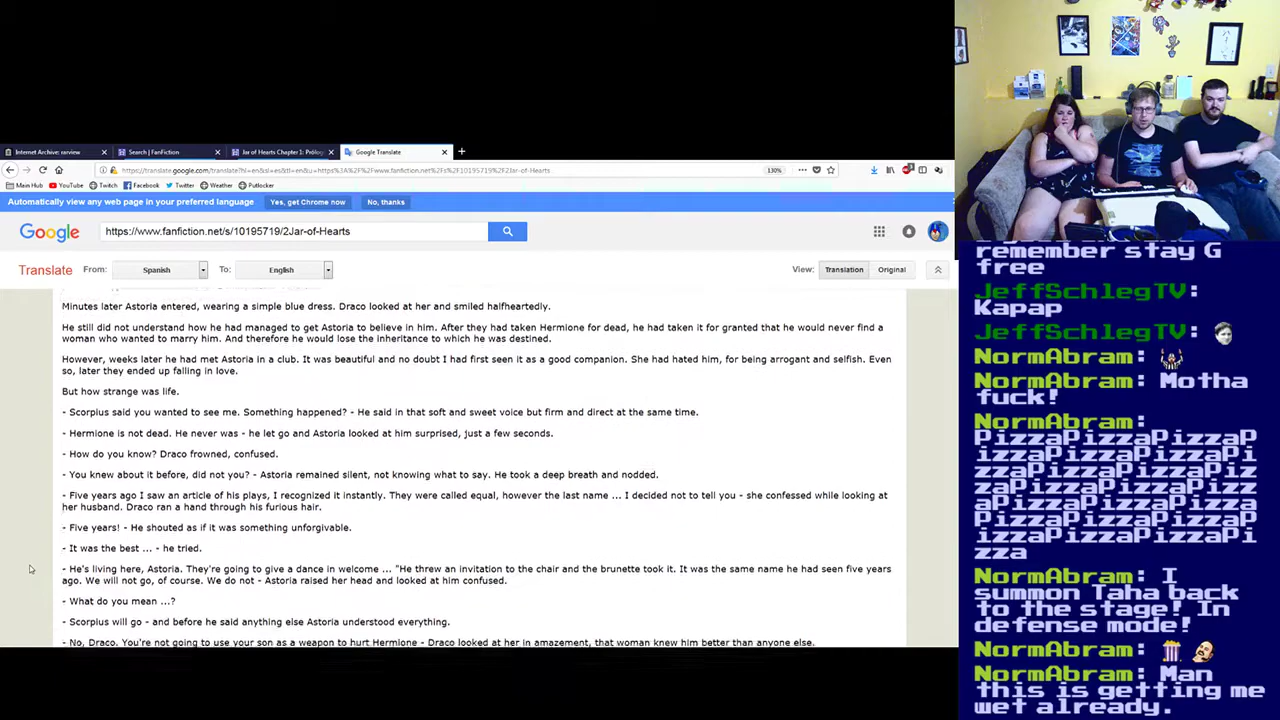 Internet Archive: rarview
Search | FanFiction
Jar of Hearts Chapter 1: Prólog
Google Translate
130%
Main Hub YouTube Twitch Facebook Twitter Weather Putlocker
Automatically view any web page in your preferred language Yes, get Chrome now No, thanks
Google https://www.fanfiction.net/s/10195719/2Jar-of-Hearts
Translate From: Spanish To: English View: Translation Original
Minutes later Astoria entered, wearing a simple blue dress. Draco looked at her and smiled halfheartedly.
He still did not understand how he had managed to get Astoria to believe in him. After they had taken Hermione for dead, he had taken it for granted that he would never find a
woman who wanted to marry him. And therefore he would lose the inheritance to which he was destined.
However, weeks later he had met Astoria in a club. It was beautiful and no doubt I had first seen it as a good companion. She had hated him, for being arrogant and selfish. Even
so, later they ended up falling in love.
But how strange was life.
- Scorpius said you wanted to see me. Something happened? - He said in that soft and sweet voice but firm and direct at the same time.
- Hermione is not dead. He never was - he let go and Astoria looked at him surprised, just a few seconds.
- How do you know? Draco frowned, confused.
- You knew about it before, did not you? - Astoria remained silent, not knowing what to say. He took a deep breath and nodded.
- Five years ago I saw an article of his plays, I recognized it instantly. They were called equal, however the last name ... I decided not to tell you - she confessed while looking at
her husband. Draco ran a hand through his furious hair.
- Five years! - He shouted as if it was something unforgivable.
- It was the best ... - he tried.
- He's living here, Astoria. They're going to give a dance in welcome ... "He threw an invitation to the chair and the brunette took it. It was the same name he had seen five years
ago. We will not go, of course. We do not - Astoria raised her head and looked at him confused.
- What do you mean ...?
- Scorpius will go - and before he said anything else Astoria understood everything.
- No, Draco. You're not going to use your son as a weapon to hurt Hermione - Draco looked at her in amazement, that woman knew him better than anyone else.
remember stay G
free
JeffSchlegTV:
Kapap
JeffSchlegTV:
NormAbram:
NormAbram: Motha
fuck!
NormAbram:
PizzaPizzaPizzaP
izzaPizzaPizzaPi
zzaPizzaPizzaPiz
zaPizzaPizzaPizz
aPizzaPizzaPizza
PizzaPizzaPizzaP
izzaPizzaPizzaPi
zza
NormAbram: I
summon Taha back
to the stage! In
defense mode!
NormAbram:
NormAbram: Man
this is getting me
wet already.